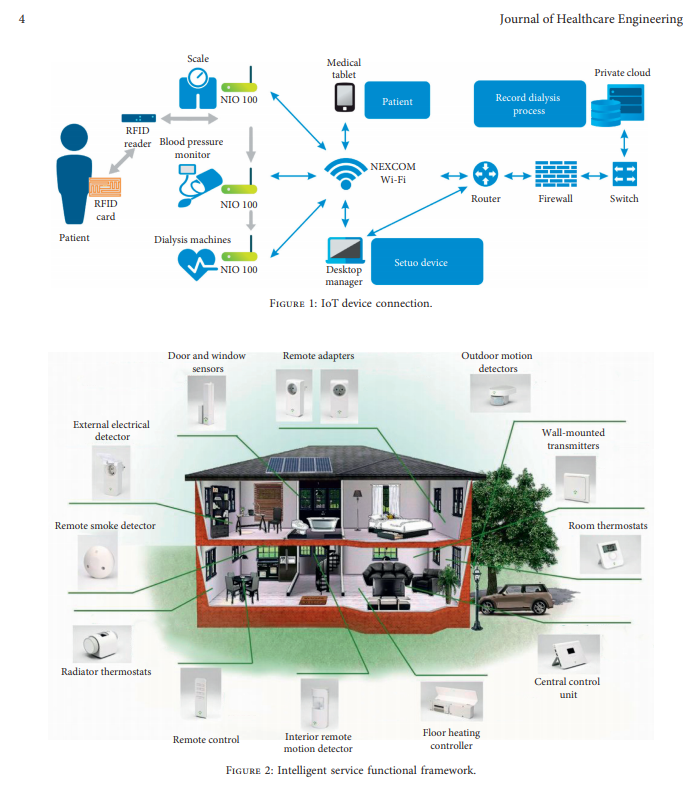 4
Journal of Healthcare Engineering
Scale
NIO 100
Medical
tablet
Patient
Record dialysis
process
Private cloud
RFID
reader
Blood pressure
monitor
NEXCOM
Wi-Fi
RFID
card
NIO 100
Router
Firewall
Switch
Patient
Dialysis machines
NIO 100
Desktop
manager
Setuo device
FIGURE 1: IoT device connection.
Door and window
sensors
Remote adapters
Outdoor motion
detectors
External electrical
detector
Wall-mounted
transmitters
Remote smoke detector
Room thermostats
Radiator thermostats
Central control
unit
Remote control
Interior remote
motion detector
Floor heating
controller
FIGURE 2: Intelligent service functional framework.